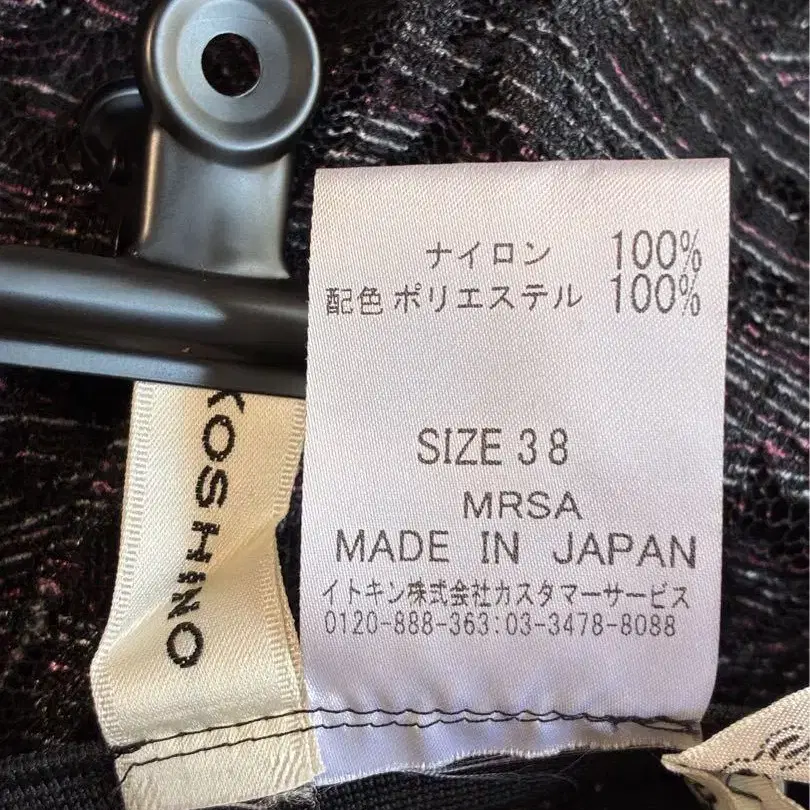 ナイロン 100%
配色 ポリエステル 100%
SIZE 38
MRSA
MADE IN JAPAN
イトキン株式会社カスタマーサービス
0120-888-363:03-3478-8088
KOSHINO